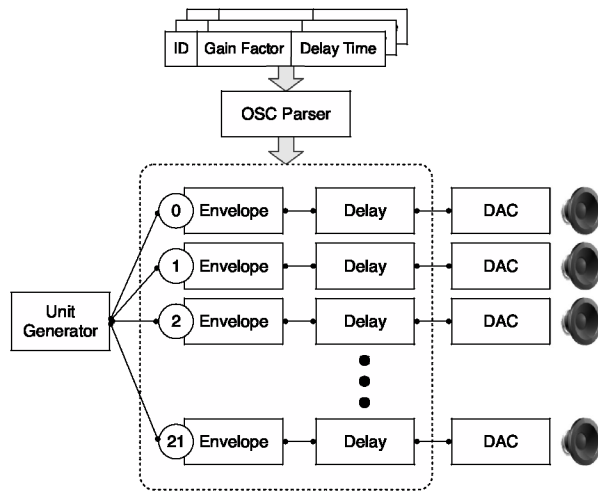 ID Gain Factor Delay Time
OSC Parser
0 Envelope Delay DAC
1 Envelope Delay DAC
Unit
Generator
2 Envelope Delay DAC
21 Envelope Delay DAC